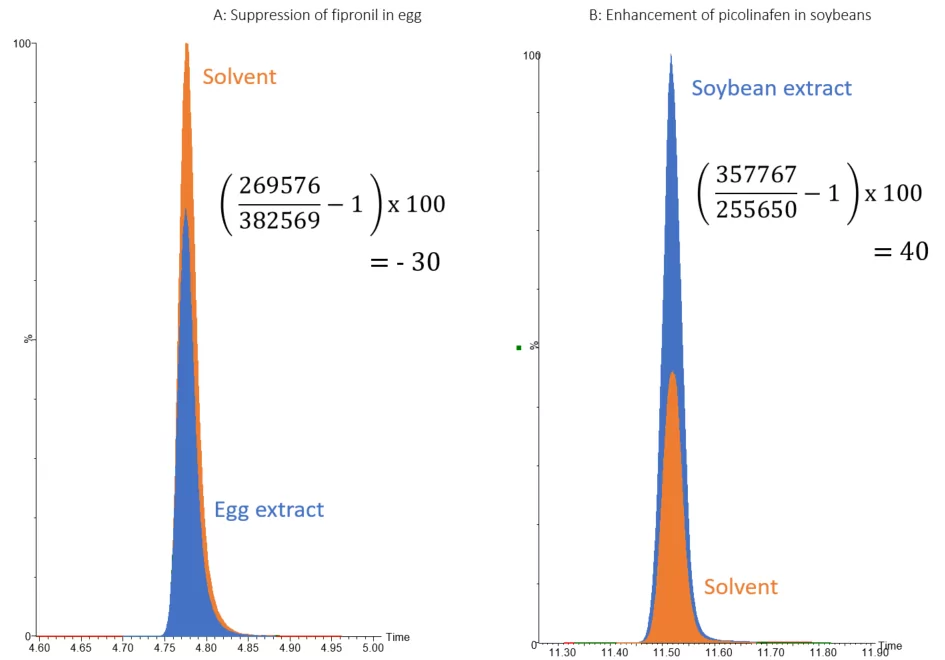 A: Suppression of fipronil in egg
100
Solvent
(269576/382569 − 1) x 100
= - 30
%
Egg extract
0
4.60 4.65 4.70 4.75 4.80 4.85 4.90 4.95 5.00
Time
B: Enhancement of picolinafen in soybeans
100
Soybean extract
(357767/255650 − 1) x 100
= 40
%
Solvent
0
11.30 11.40 11.50 11.60 11.70 11.80 11.90
Time